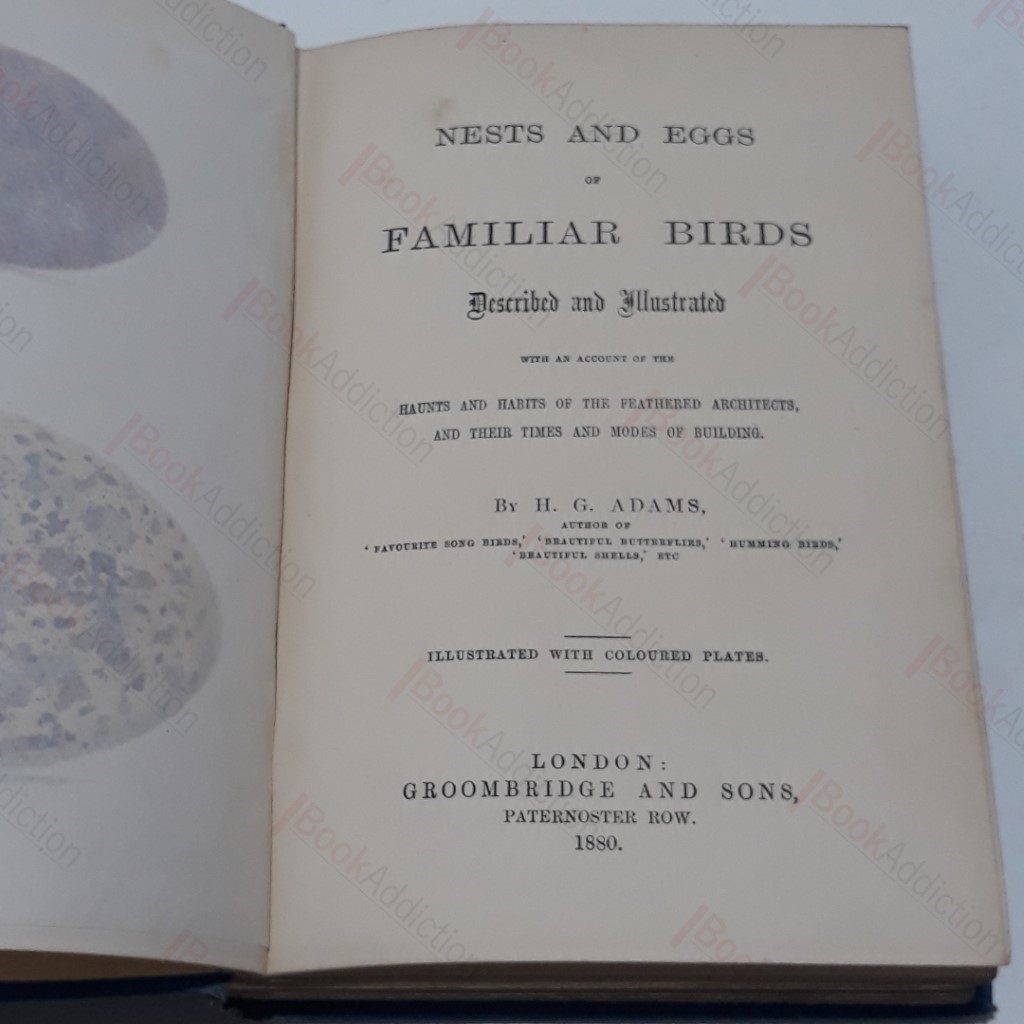 NESTS AND EGGS
OF
FAMILIAR BIRDS
Described and Illustrated
WITH AN ACCOUNT OF THE
HAUNTS AND HABITS OF THE FEATHERED ARCHITECTS,
AND THEIR TIMES AND MODES OF BUILDING.
BY H. G. ADAMS,
AUTHOR OF
'FAVOURITE SONG BIRDS,' 'BEAUTIFUL BUTTERFLIES,' 'HUMMING BIRDS,'
'BEAUTIFUL SHELLS,' ETC
ILLUSTRATED WITH COLOURED PLATES.
LONDON:
GROOMBRIDGE AND SONS,
PATERNOSTER ROW.
1880.
BookAddiction